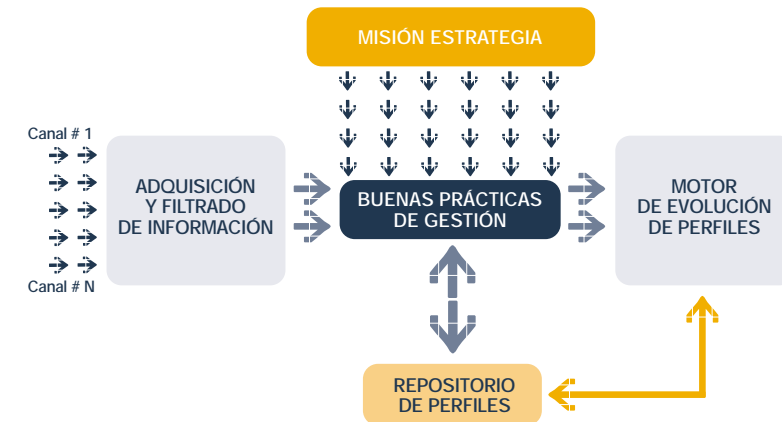 MISIÓN ESTRATEGIA
Canal # 1
ADQUISICIÓN
Y FILTRADO
DE INFORMACIÓN
Canal # N
BUENAS PRÁCTICAS
DE GESTIÓN
MOTOR
DE EVOLUCIÓN
DE PERFILES
REPOSITORIO
DE PERFILES